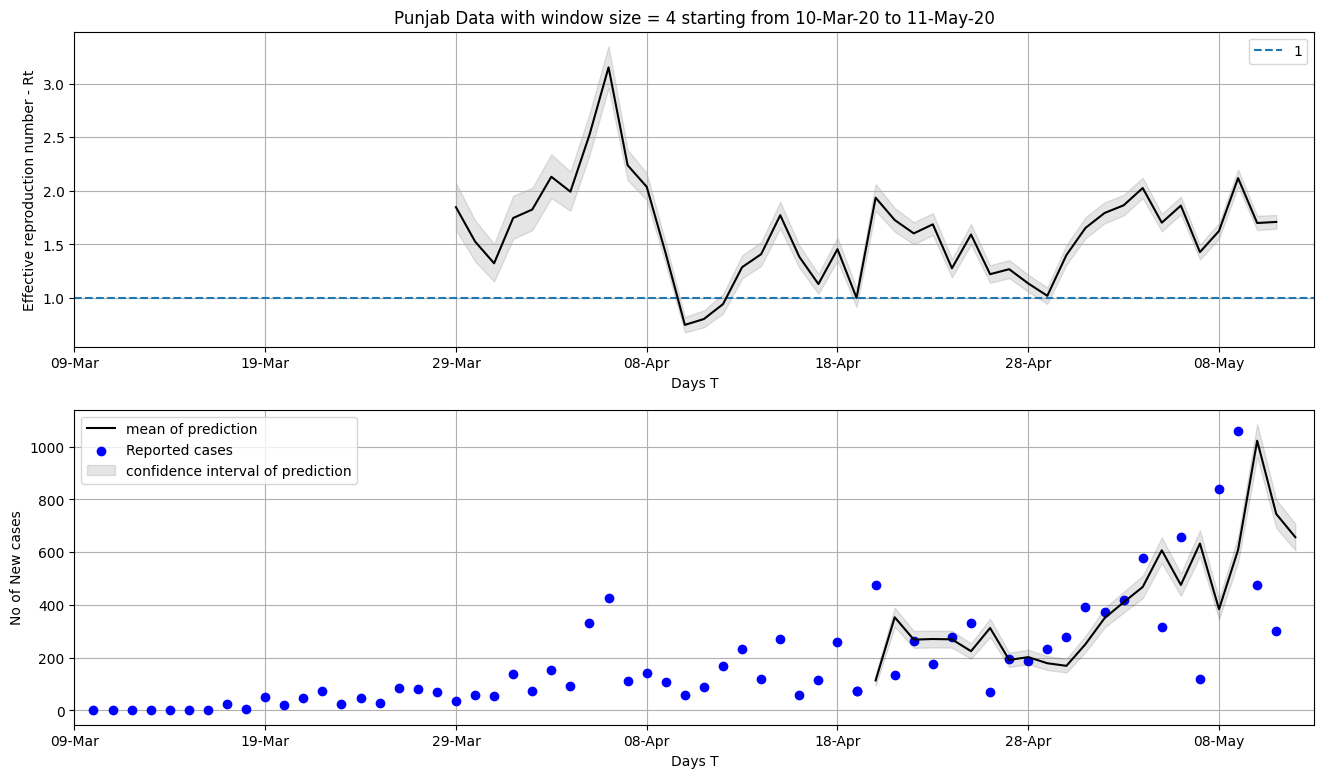 Punjab Data with window size = 4 starting from 10-Mar-20 to 11-May-20
1
Effective reproduction number - Rt
3.0
2.5
2.0
1.5
1.0
09-Mar 19-Mar 29-Mar 08-Apr 18-Apr 28-Apr 08-May
Days T
mean of prediction
Reported cases
confidence interval of prediction
No of New cases
1000
800
600
400
200
0
09-Mar 19-Mar 29-Mar 08-Apr 18-Apr 28-Apr 08-May
Days T